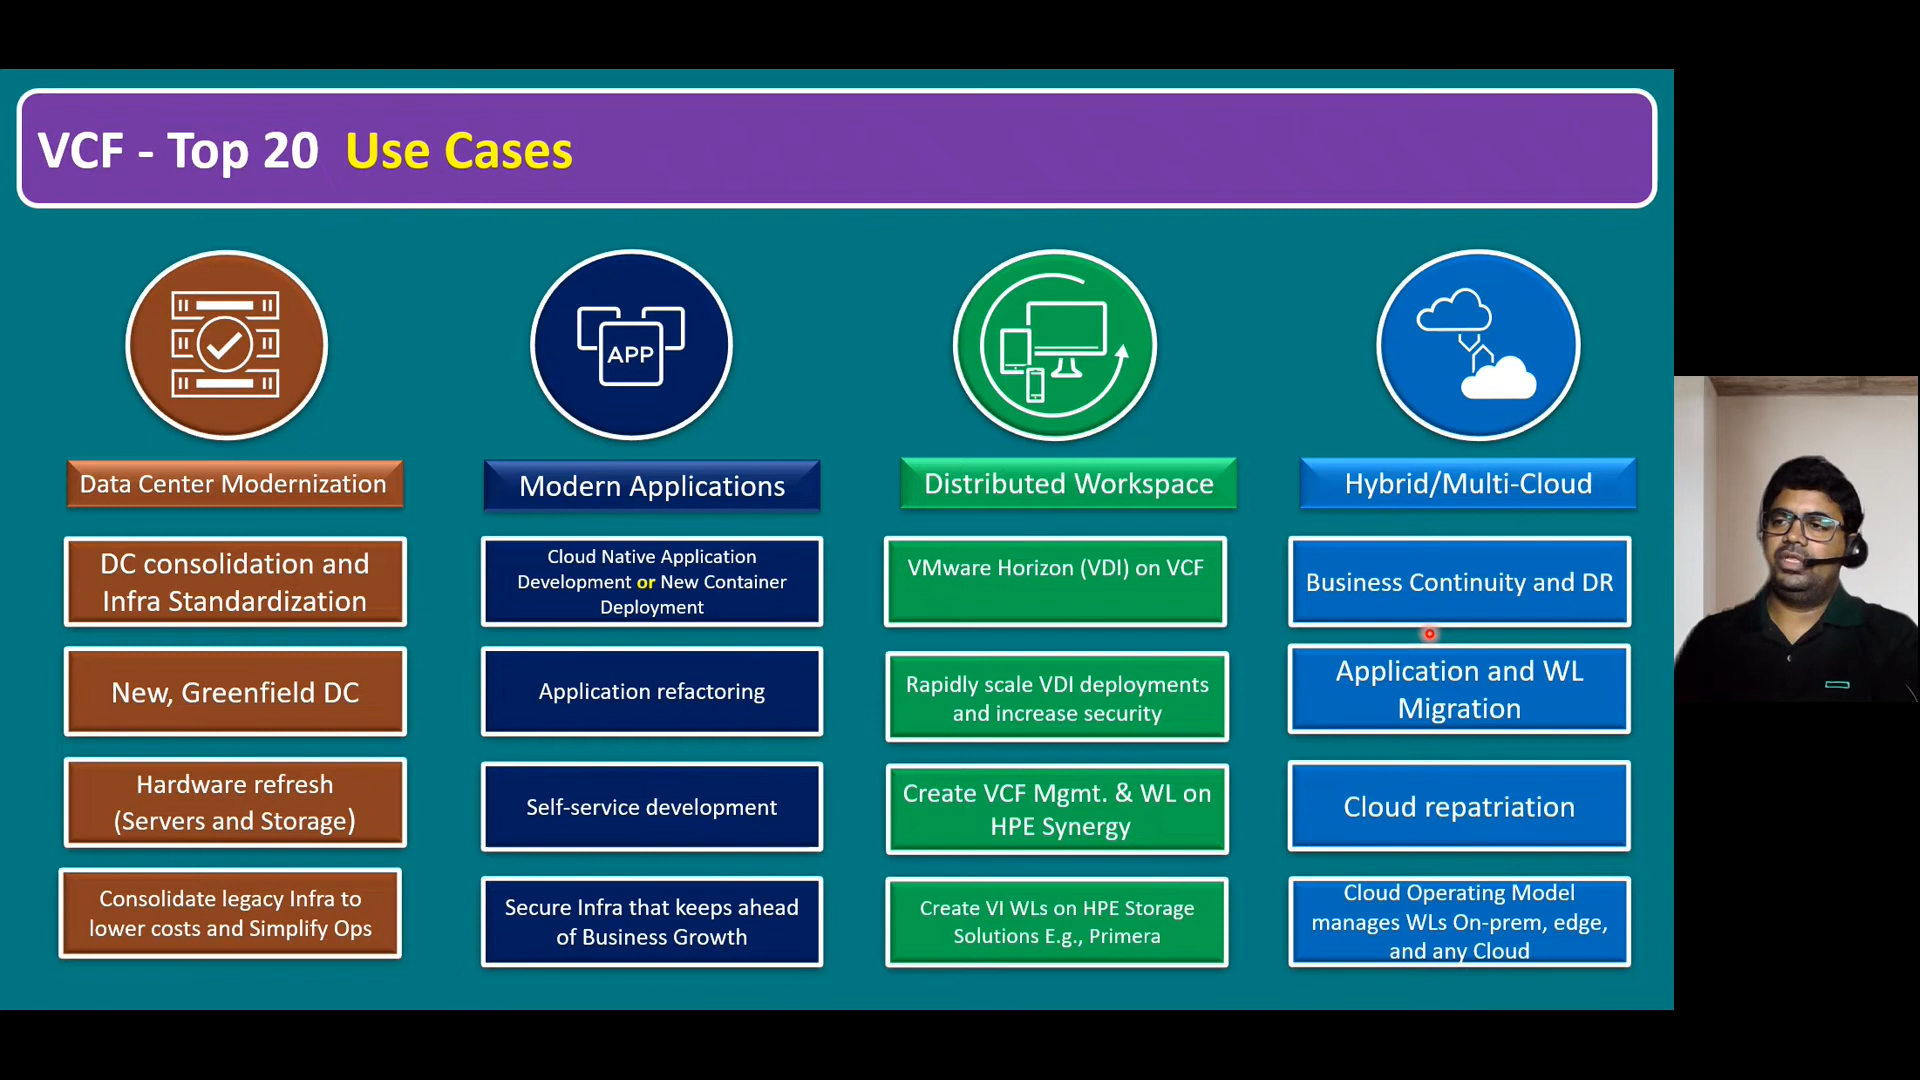 VCF - Top 20 Use Cases
APP
Data Center Modernization
DC consolidation and
Infra Standardization
New, Greenfield DC
Hardware refresh
(Servers and Storage)
Consolidate legacy Infra to
lower costs and Simplify Ops
Modern Applications
Cloud Native Application
Development or New Container
Deployment
Application refactoring
Self-service development
Secure Infra that keeps ahead
of Business Growth
Distributed Workspace
VMware Horizon (VDI) on VCF
Rapidly scale VDI deployments
and increase security
Create VCF Mgmt. & WL on
HPE Synergy
Create VI WLs on HPE Storage
Solutions E.g., Primera
Hybrid/Multi-Cloud
Business Continuity and DR
Application and WL
Migration
Cloud repatriation
Cloud Operating Model
manages WLs On-prem, edge,
and any Cloud